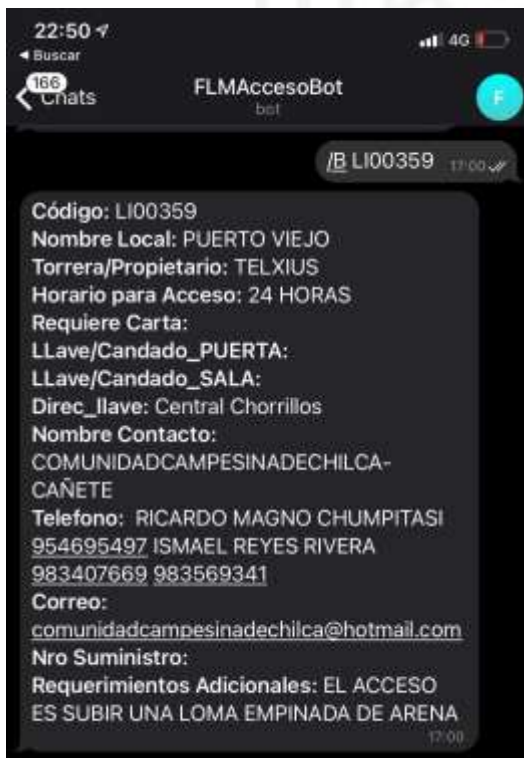 22:50
4G
◀ Buscar
166
Chats
FLMAccesoBot
bot
F
/B LI00359 17:00
Código: LI00359
Nombre Local: PUERTO VIEJO
Torrera/Propietario: TELXIUS
Horario para Acceso: 24 HORAS
Requiere Carta:
LLave/Candado_PUERTA:
LLave/Candado_SALA:
Direc_llave: Central Chorrillos
Nombre Contacto:
COMUNIDADCAMPESINADECHILCA-
CAÑETE
Telefono: RICARDO MAGNO CHUMPITASI
954695497 ISMAEL REYES RIVERA
983407669 983569341
Correo:
comunidadcampesinadechilca@hotmail.com
Nro Suministro:
Requerimientos Adicionales: EL ACCESO
ES SUBIR UNA LOMA EMPINADA DE ARENA
17:00